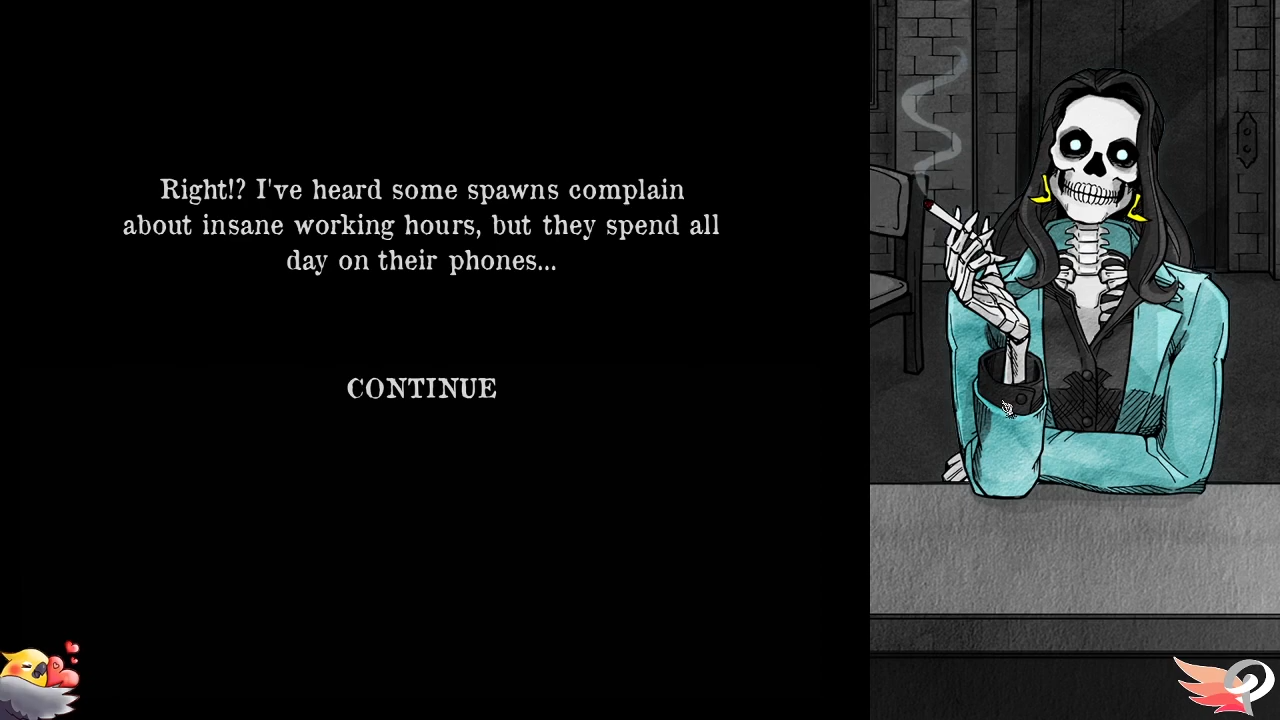 Right!? I've heard some spawns complain
about insane working hours, but they spend all
day on their phones...
CONTINUE